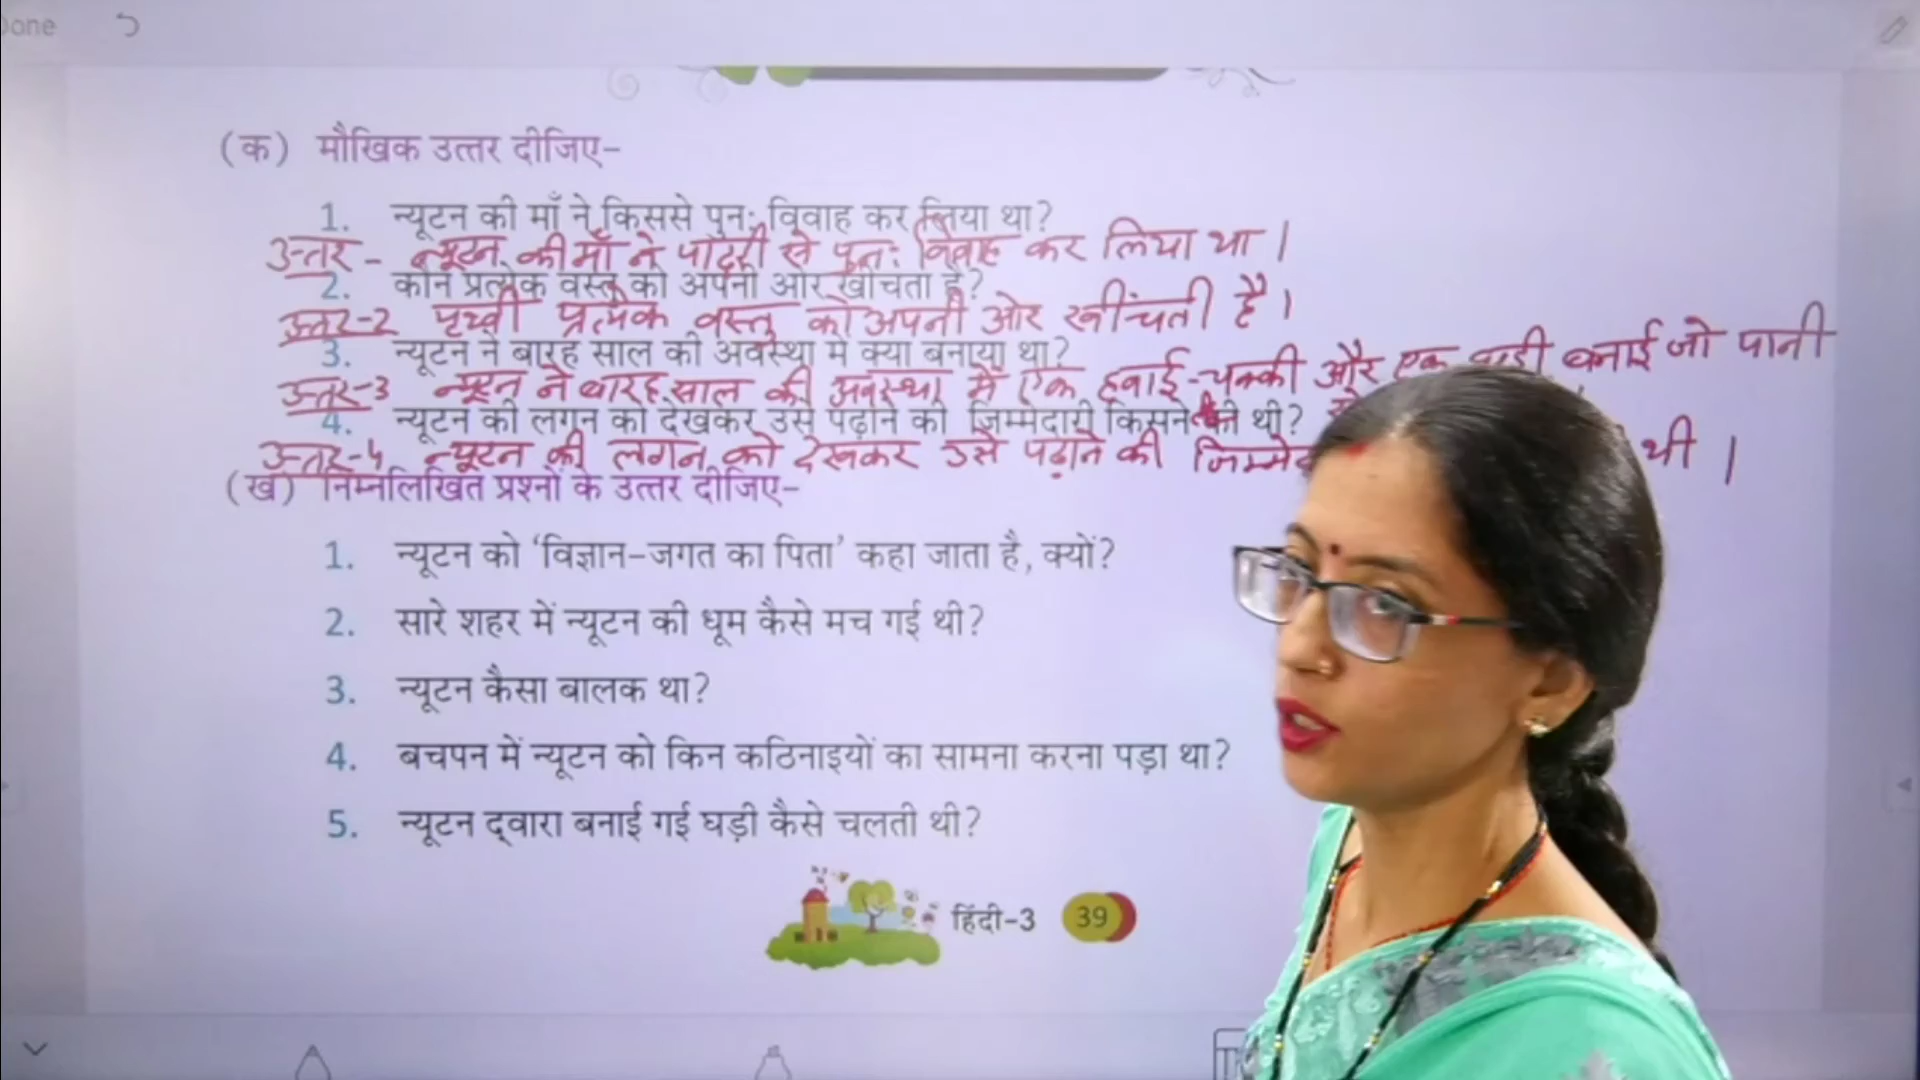 Done
(क) मौखिक उत्तर दीजिए-
1. न्यूटन की माँ ने किससे पुन: विवाह कर लिया था?
उत्तर - न्यूटन की माँ ने पादरी से पुन: विवाह कर लिया था।
2. कौन प्रत्येक वस्तु को अपनी ओर खींचता है?
उत्तर-2 पृथ्वी प्रत्येक वस्तु को अपनी ओर खींचती है।
3. न्यूटन ने बारह साल की अवस्था में क्या बनाया था?
उत्तर-3 न्यूटन ने बारह साल की अवस्था में एक हवाई-चक्की और एक घड़ी बनाई जो पानी
4. न्यूटन की लगन को देखकर उसे पढ़ाने की जिम्मेदारी किसने ली थी?
उत्तर-4 न्यूटन की लगन को देखकर उसे पढ़ाने की थी।
(ख) निम्नलिखित प्रश्नों के उत्तर दीजिए-
1. न्यूटन को ‘विज्ञान-जगत का पिता’ कहा जाता है, क्यों?
2. सारे शहर में न्यूटन की धूम कैसे मच गई थी?
3. न्यूटन कैसा बालक था?
4. बचपन में न्यूटन को किन कठिनाइयों का सामना करना पड़ा था?
5. न्यूटन द्वारा बनाई गई घड़ी कैसे चलती थी?
हिंदी-3 39